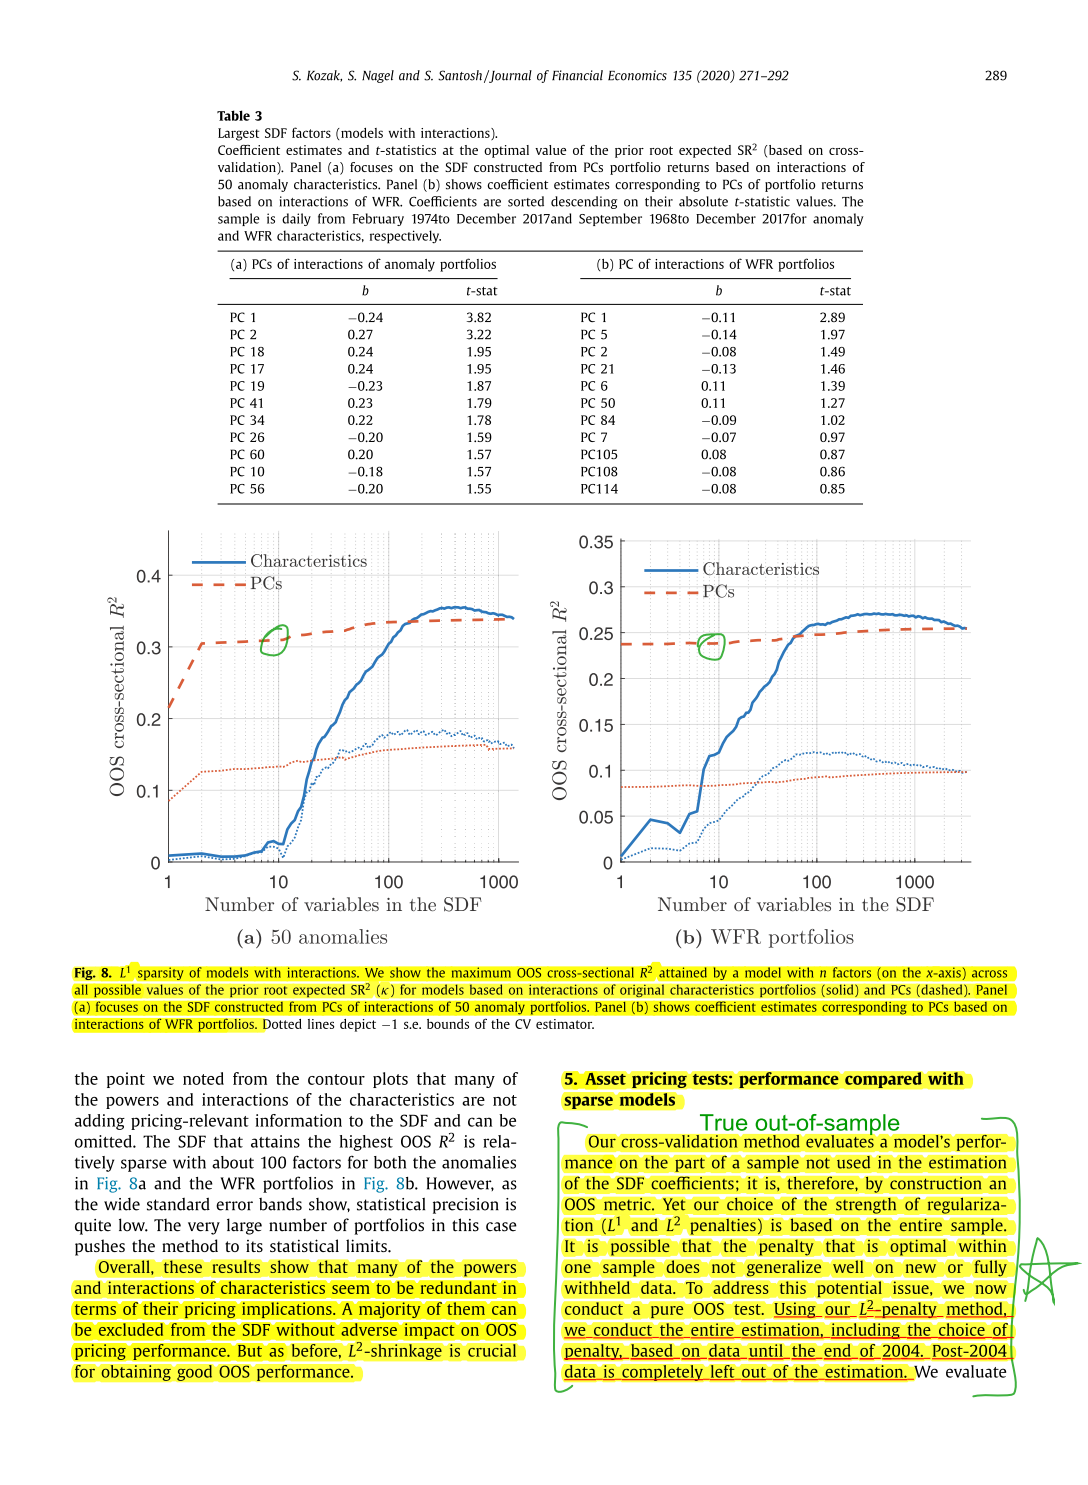 S. Kozak, S. Nagel and S. Santosh / Journal of Financial Economics 135 (2020) 271–292
289
Table 3
Largest SDF factors (models with interactions).
Coefficient estimates and t-statistics at the optimal value of the prior root expected SR² (based on cross-
validation). Panel (a) focuses on the SDF constructed from PCs portfolio returns based on interactions of
50 anomaly characteristics. Panel (b) shows coefficient estimates corresponding to PCs of portfolio returns
based on interactions of WFR. Coefficients are sorted descending on their absolute t-statistic values. The
sample is daily from February 1974to December 2017and September 1968to December 2017for anomaly
and WFR characteristics, respectively.
(a) PCs of interactions of anomaly portfolios (b) PC of interactions of WFR portfolios
b t-stat b t-stat
PC 1 −0.24 3.82 PC 1 −0.11 2.89
PC 2 0.27 3.22 PC 5 −0.14 1.97
PC 18 0.24 1.95 PC 2 −0.08 1.49
PC 17 0.24 1.95 PC 21 −0.13 1.46
PC 19 −0.23 1.87 PC 6 0.11 1.39
PC 41 0.23 1.79 PC 50 0.11 1.27
PC 34 0.22 1.78 PC 84 −0.09 1.02
PC 26 −0.20 1.59 PC 7 −0.07 0.97
PC 60 0.20 1.57 PC105 0.08 0.87
PC 10 −0.18 1.57 PC108 −0.08 0.86
PC 56 −0.20 1.55 PC114 −0.08 0.85
Characteristics
PCs
OOS cross-sectional R²
0.4
0.3
0.2
0.1
0
1 10 100 1000
Number of variables in the SDF
(a) 50 anomalies
Characteristics
PCs
OOS cross-sectional R²
0.35
0.3
0.25
0.2
0.15
0.1
0.05
0
1 10 100 1000
Number of variables in the SDF
(b) WFR portfolios
Fig. 8. L¹ sparsity of models with interactions. We show the maximum OOS cross-sectional R² attained by a model with n factors (on the x-axis) across
all possible values of the prior root expected SR² (κ) for models based on interactions of original characteristics portfolios (solid) and PCs (dashed). Panel
(a) focuses on the SDF constructed from PCs of interactions of 50 anomaly portfolios. Panel (b) shows coefficient estimates corresponding to PCs based on
interactions of WFR portfolios. Dotted lines depict −1 s.e. bounds of the CV estimator.
the point we noted from the contour plots that many of
the powers and interactions of the characteristics are not
adding pricing-relevant information to the SDF and can be
omitted. The SDF that attains the highest OOS R² is rela-
tively sparse with about 100 factors for both the anomalies
in Fig. 8a and the WFR portfolios in Fig. 8b. However, as
the wide standard error bands show, statistical precision is
quite low. The very large number of portfolios in this case
pushes the method to its statistical limits.
Overall, these results show that many of the powers
and interactions of characteristics seem to be redundant in
terms of their pricing implications. A majority of them can
be excluded from the SDF without adverse impact on OOS
pricing performance. But as before, L²-shrinkage is crucial
for obtaining good OOS performance.
5. Asset pricing tests: performance compared with
sparse models
True out-of-sample
Our cross-validation method evaluates a model's perfor-
mance on the part of a sample not used in the estimation
of the SDF coefficients; it is, therefore, by construction an
OOS metric. Yet our choice of the strength of regulariza-
tion (L¹ and L² penalties) is based on the entire sample.
It is possible that the penalty that is optimal within
one sample does not generalize well on new or fully
withheld data. To address this potential issue, we now
conduct a pure OOS test. Using our L²-penalty method,
we conduct the entire estimation, including the choice of
penalty, based on data until the end of 2004. Post-2004
data is completely left out of the estimation. We evaluate